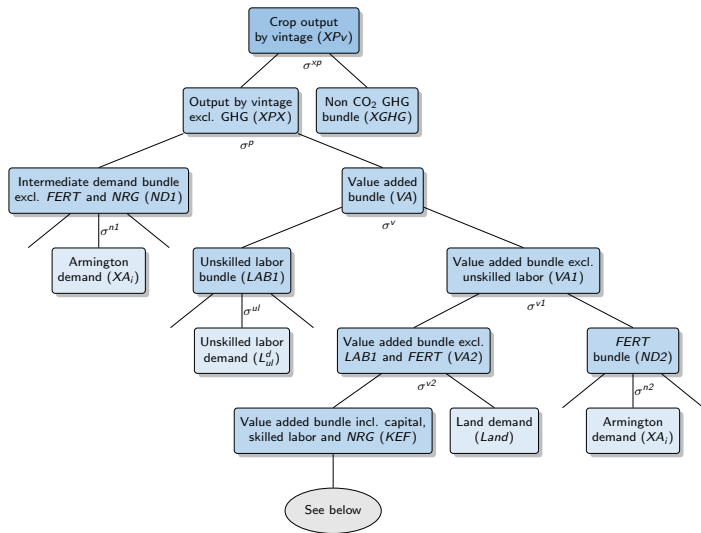 Crop output
by vintage (XPv)
σ^xp
Output by vintage
excl. GHG (XPX)
Non CO₂ GHG
bundle (XGHG)
σ^p
Intermediate demand bundle
excl. FERT and NRG (ND1)
Value added
bundle (VA)
σ^n1
σ^v
Armington
demand (XA_i)
Unskilled labor
bundle (LAB1)
Value added bundle excl.
unskilled labor (VA1)
σ^ul
σ^v1
Unskilled labor
demand (L^d_ul)
Value added bundle excl.
LAB1 and FERT (VA2)
FERT
bundle (ND2)
σ^v2
σ^n2
Value added bundle incl. capital,
skilled labor and NRG (KEF)
Land demand
(Land)
Armington
demand (XA_i)
See below